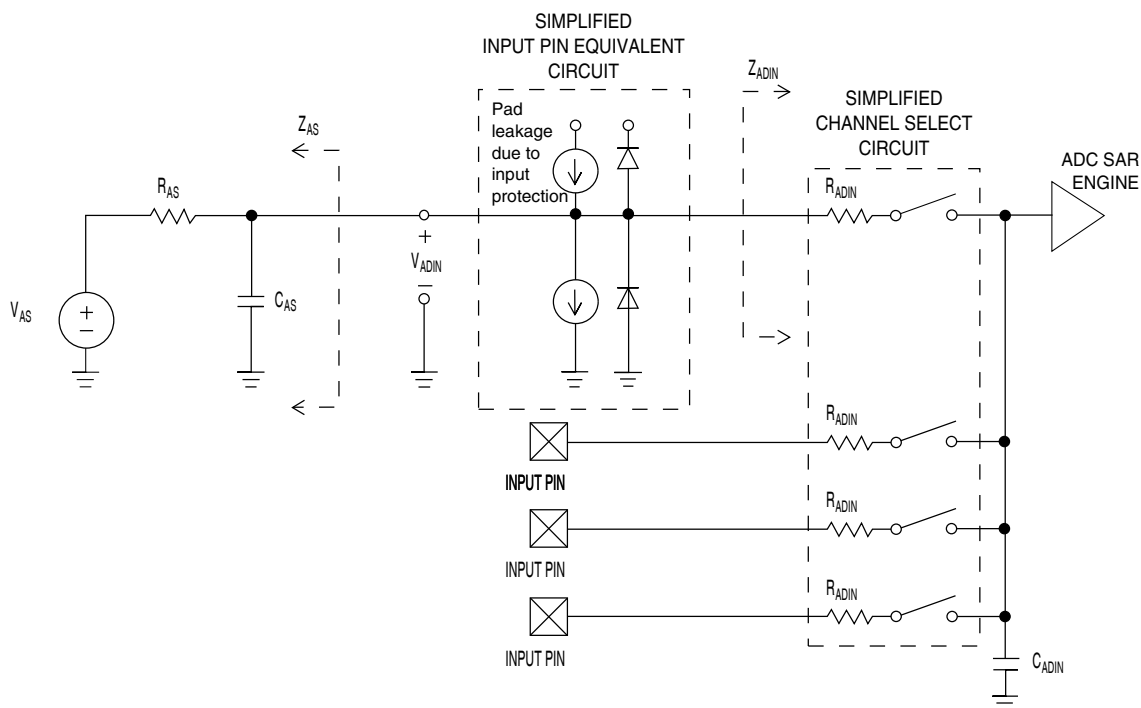 SIMPLIFIED
INPUT PIN EQUIVALENT
CIRCUIT
Pad
leakage
due to
input
protection
ZAS
ZADIN
SIMPLIFIED
CHANNEL SELECT
CIRCUIT
ADC SAR
ENGINE
RAS
RADIN
+
VADIN
–
CAS
VAS
+
–
RADIN
INPUT PIN
RADIN
INPUT PIN
RADIN
INPUT PIN
CADIN